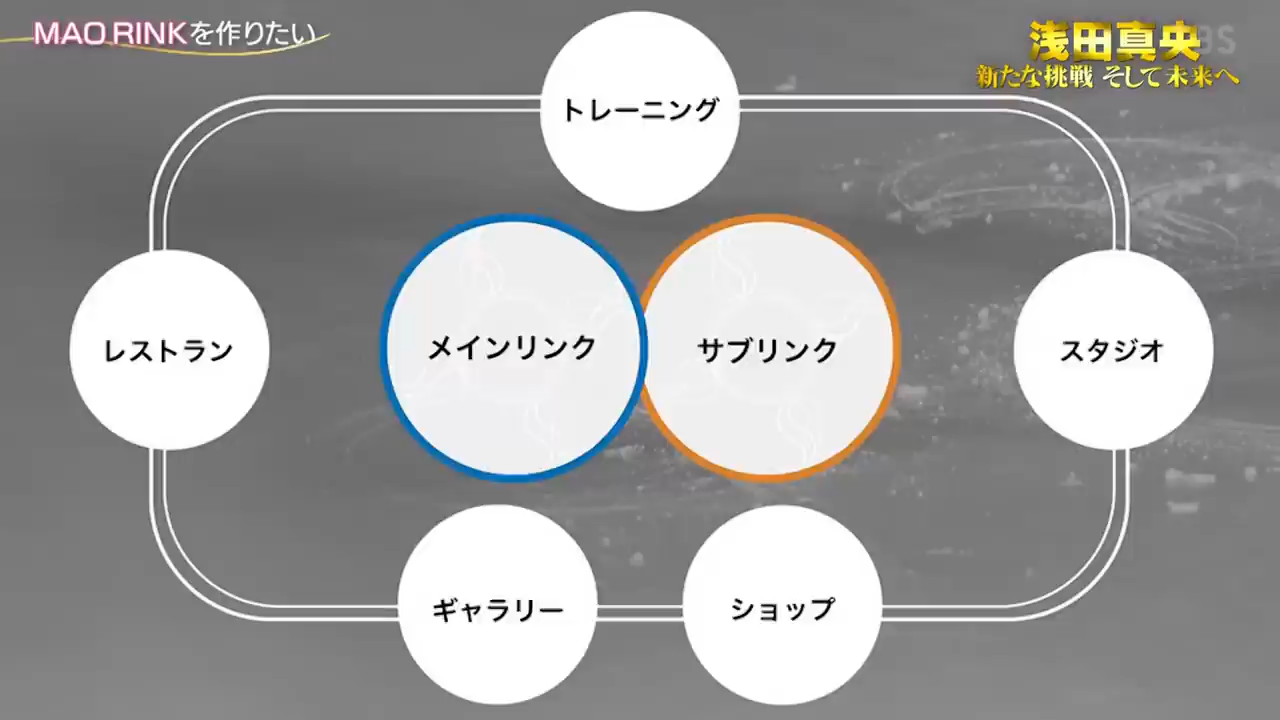 MAO RINKを作りたい
浅田真央
新たな挑戦 そして未来へ
トレーニング
レストラン
メインリンク
サブリンク
スタジオ
ギャラリー
ショップ